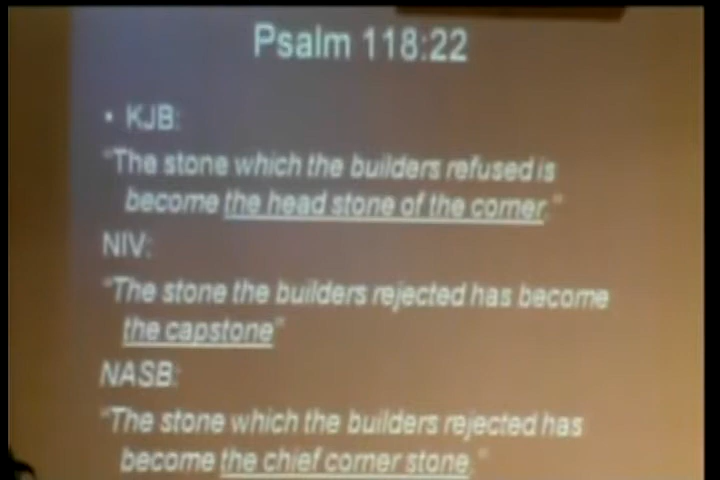 Psalm 118:22
• KJB:
"The stone which the builders refused is
become the head stone of the corner."
NIV:
"The stone the builders rejected has become
the capstone"
NASB:
"The stone which the builders rejected has
become the chief corner stone."